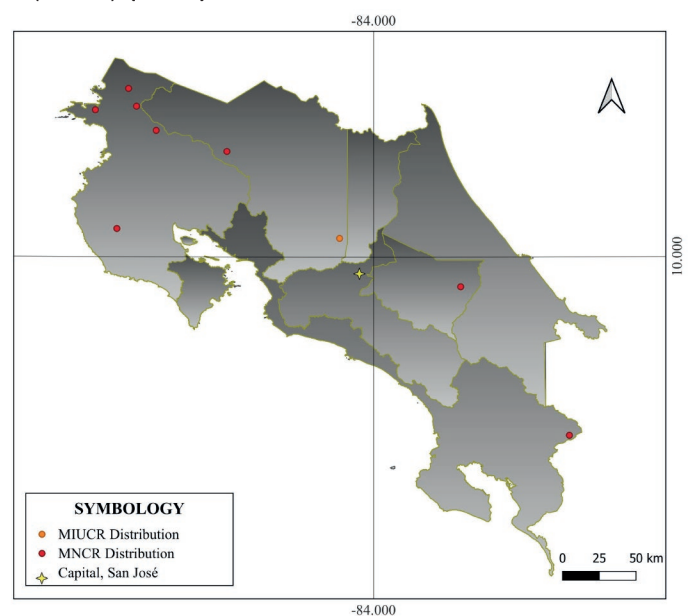 -84.000
10.000
SYMBOLOGY
MIUCR Distribution
MNCR Distribution
Capital, San José
0 25 50 km
-84.000